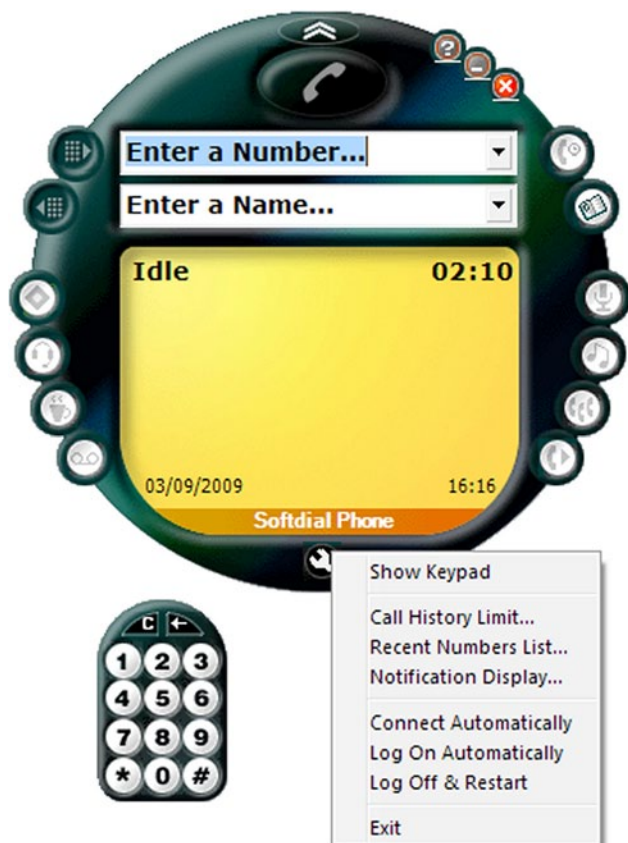 ?
Enter a Number...
Enter a Name...
Idle 02:10
03/09/2009 16:16
Softdial Phone
Show Keypad
Call History Limit...
Recent Numbers List...
Notification Display...
Connect Automatically
Log On Automatically
Log Off & Restart
Exit
C
1 2 3
4 5 6
7 8 9
* 0 #